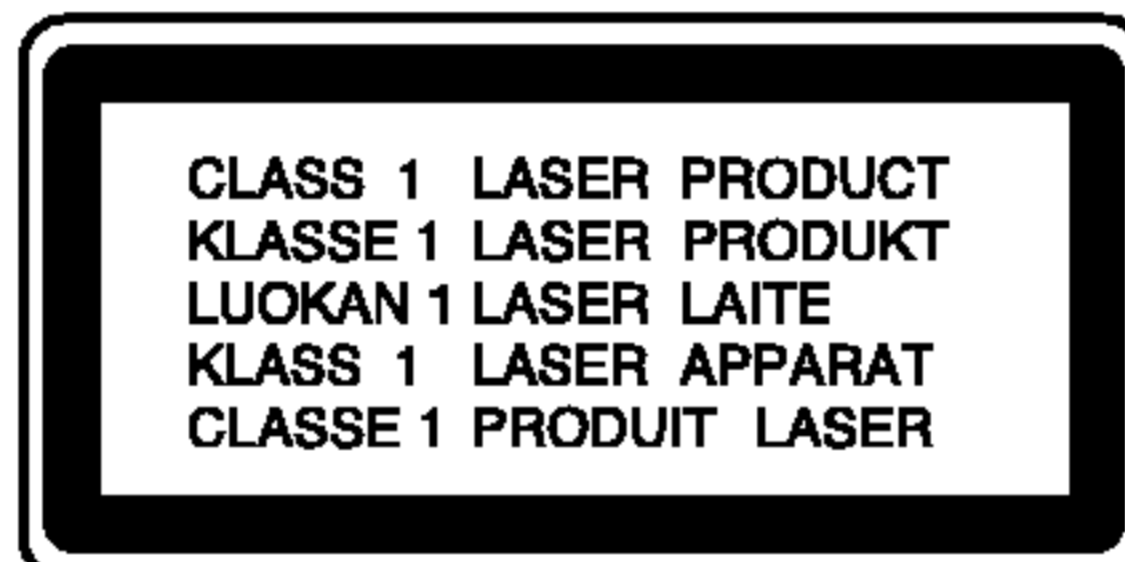 CLASS 1 LASER PRODUCT
KLASSE 1 LASER PRODUKT
LUOKAN 1 LASER LAITE
KLASS 1 LASER APPARAT
CLASSE 1 PRODUIT LASER